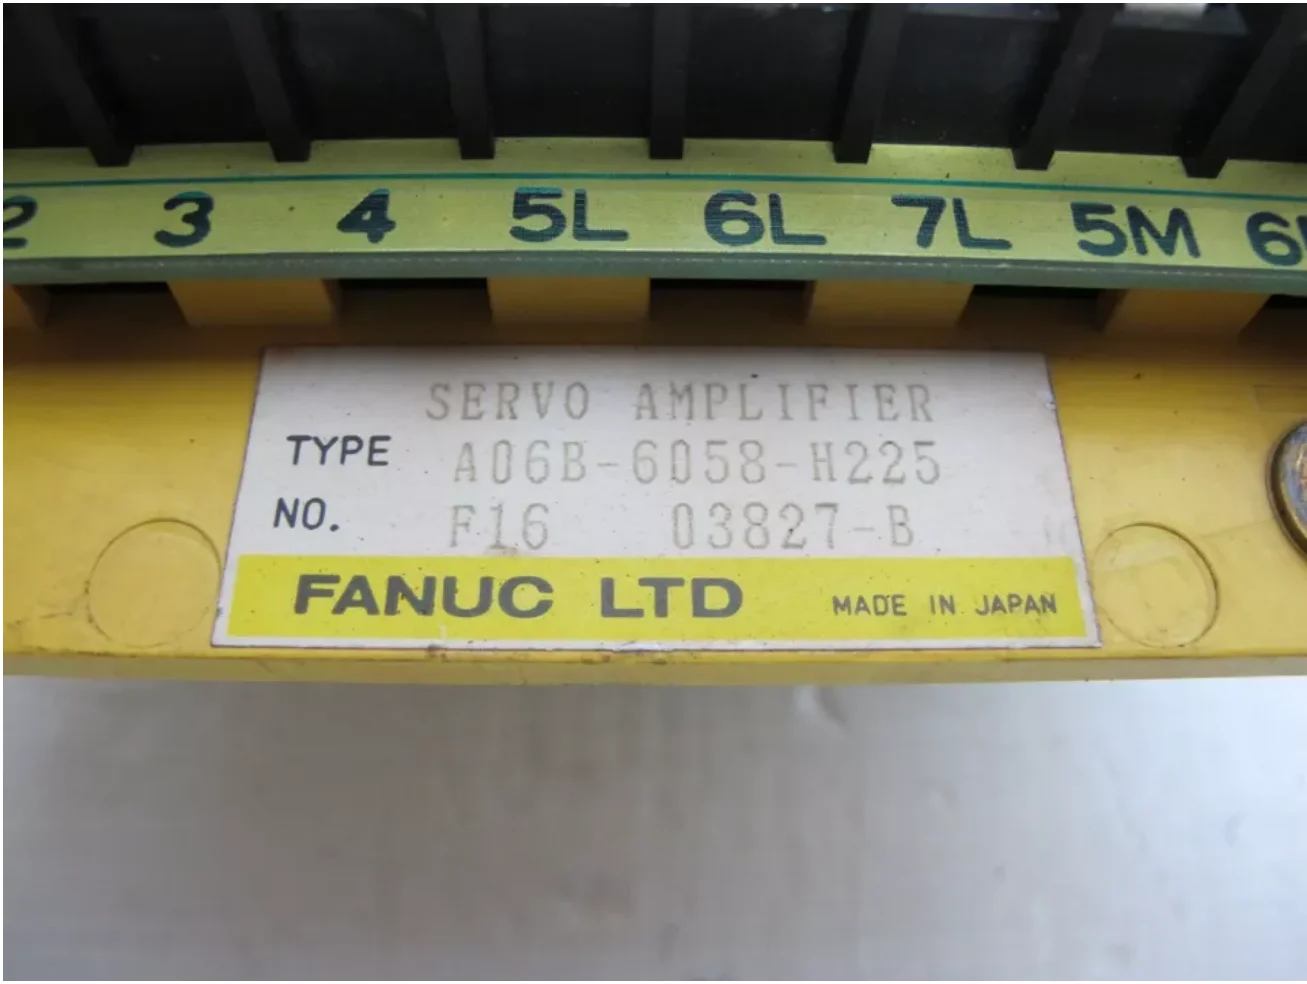 2 3 4 5L 6L 7L 5M 6
SERVO AMPLIFIER
TYPE A06B-6058-H225
NO. F16 03827-B
FANUC LTD MADE IN JAPAN